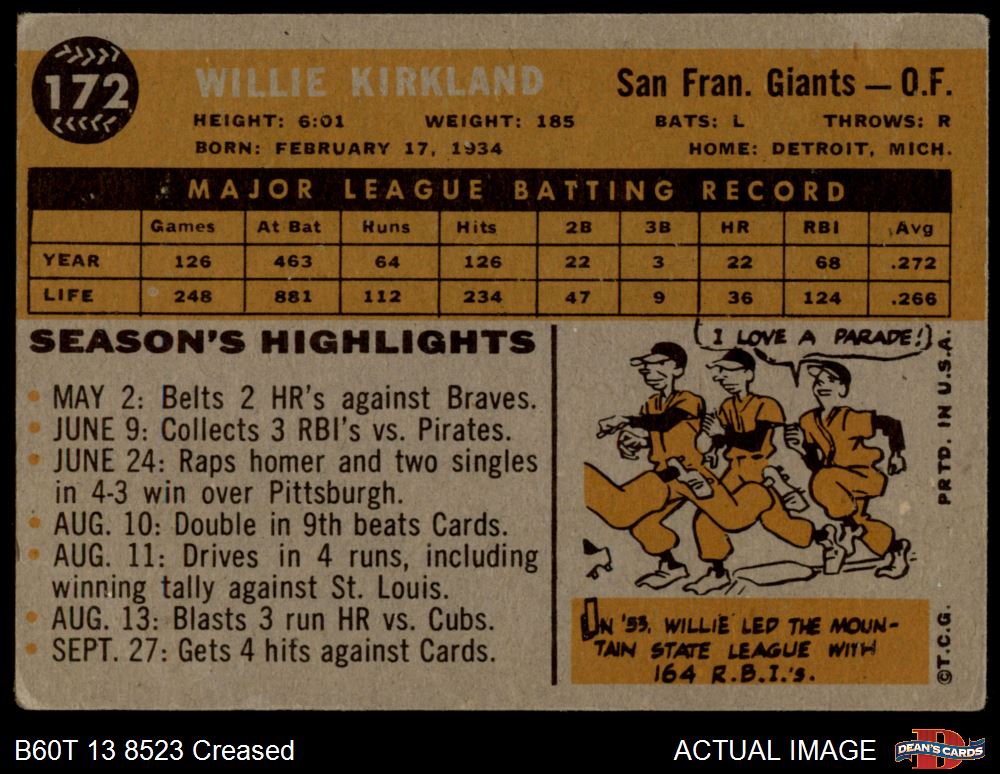 172
WILLIE KIRKLAND
San Fran. Giants — O.F.
HEIGHT: 6:01 WEIGHT: 185 BATS: L THROWS: R
BORN: FEBRUARY 17, 1934 HOME: DETROIT, MICH.
MAJOR LEAGUE BATTING RECORD
Games At Bat Runs Hits 2B 3B HR RBI Avg
YEAR 126 463 64 126 22 3 22 68 .272
LIFE 248 881 112 234 47 9 36 124 .266
SEASON'S HIGHLIGHTS
• MAY 2: Belts 2 HR's against Braves.
• JUNE 9: Collects 3 RBI's vs. Pirates.
• JUNE 24: Raps homer and two singles
in 4-3 win over Pittsburgh.
• AUG. 10: Double in 9th beats Cards.
• AUG. 11: Drives in 4 runs, including
winning tally against St. Louis.
• AUG. 13: Blasts 3 run HR vs. Cubs.
• SEPT. 27: Gets 4 hits against Cards.
I LOVE A PARADE!
IN '53, WILLIE LED THE MOUN-
TAIN STATE LEAGUE WITH
164 R.B.I.'s.
PRTD. IN U.S.A.
©T.C.G.
B60T 13 8523 Creased
ACTUAL IMAGE
D
DEAN'S CARDS